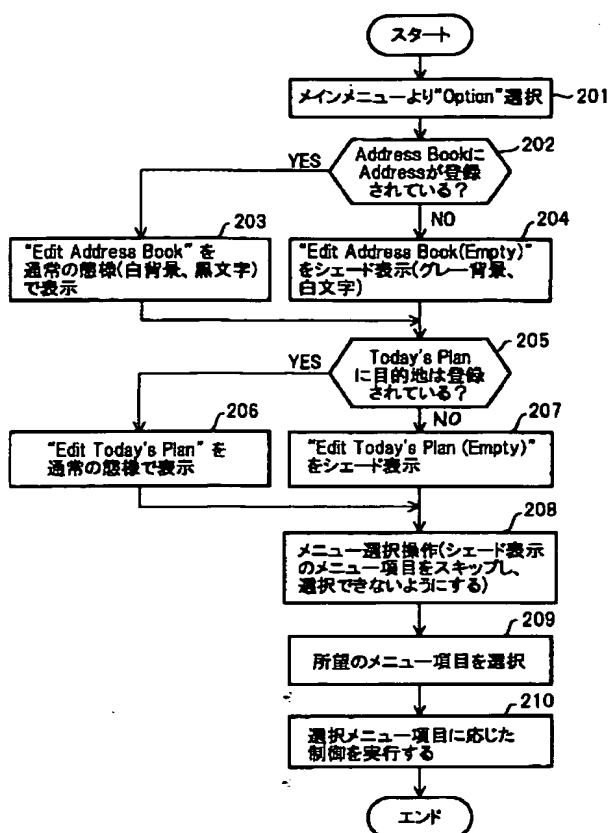 スタート
メインメニューより“Option”選択
201
202
Address Bookに
Addressが登録
されている？
YES
NO
203
“Edit Address Book” を
通常の態様(白背景、黒文字)
で表示
204
“Edit Address Book(Empty)”
をシェード表示(グレー背景、
白文字)
205
Today's Plan
に目的地は登録
されている？
YES
NO
206
“Edit Today's Plan” を
通常の態様で表示
207
“Edit Today's Plan (Empty)”
をシェード表示
208
メニュー選択操作(シェード表示
のメニュー項目をスキップし、
選択できないようにする)
209
所望のメニュー項目を選択
210
選択メニュー項目に応じた
制御を実行する
エンド